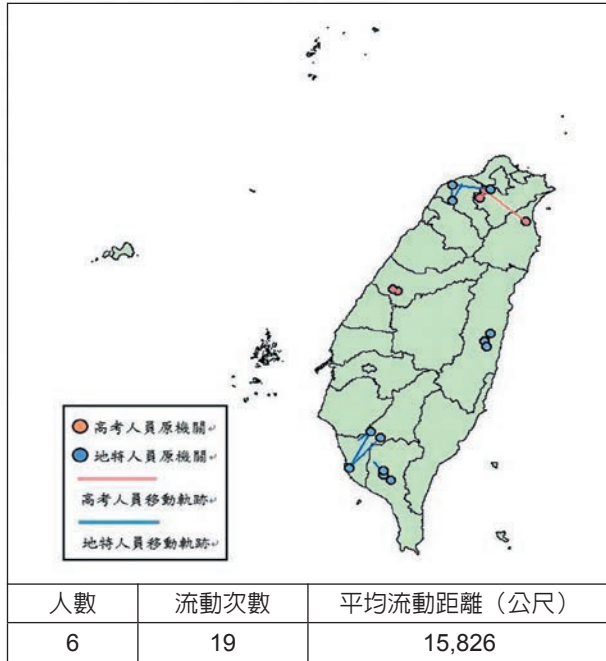 高考人員原機關
地特人員原機關
高考人員移動軌跡
地特人員移動軌跡
人數 流動次數 平均流動距離（公尺）
6 19 15,826